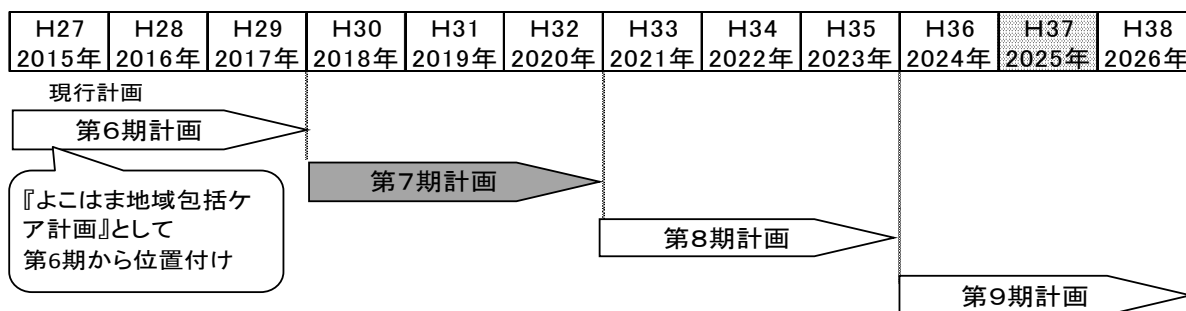 H27 H28 H29 H30 H31 H32 H33 H34 H35 H36 H37 H38
2015年 2016年 2017年 2018年 2019年 2020年 2021年 2022年 2023年 2024年 2025年 2026年
現行計画
第6期計画
第7期計画
『よこはま地域包括ケ
ア計画』として
第6期から位置付け
第8期計画
第9期計画